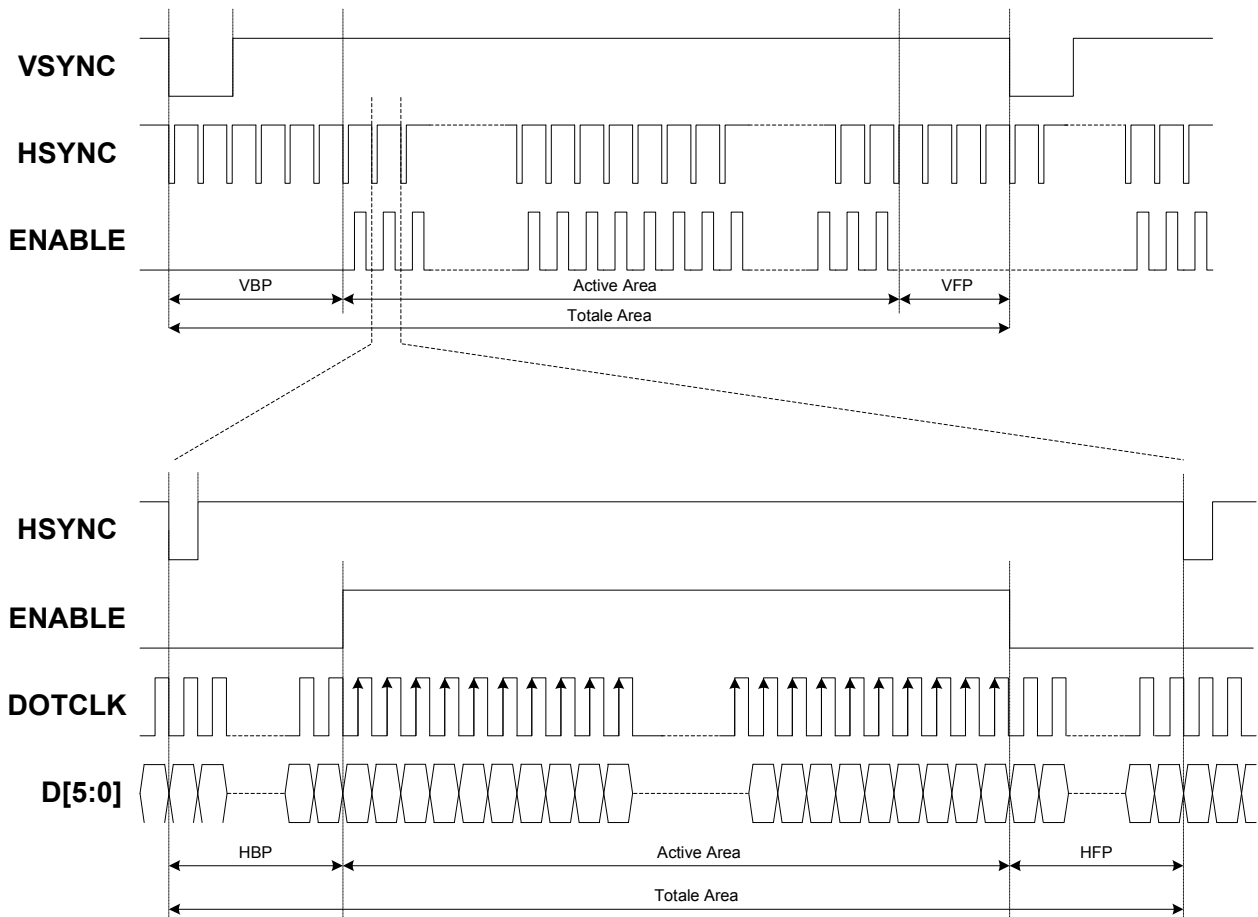 VSYNC
HSYNC
ENABLE
VBP Active Area VFP
Totale Area
HSYNC
ENABLE
DOTCLK
D[5:0]
HBP Active Area HFP
Totale Area